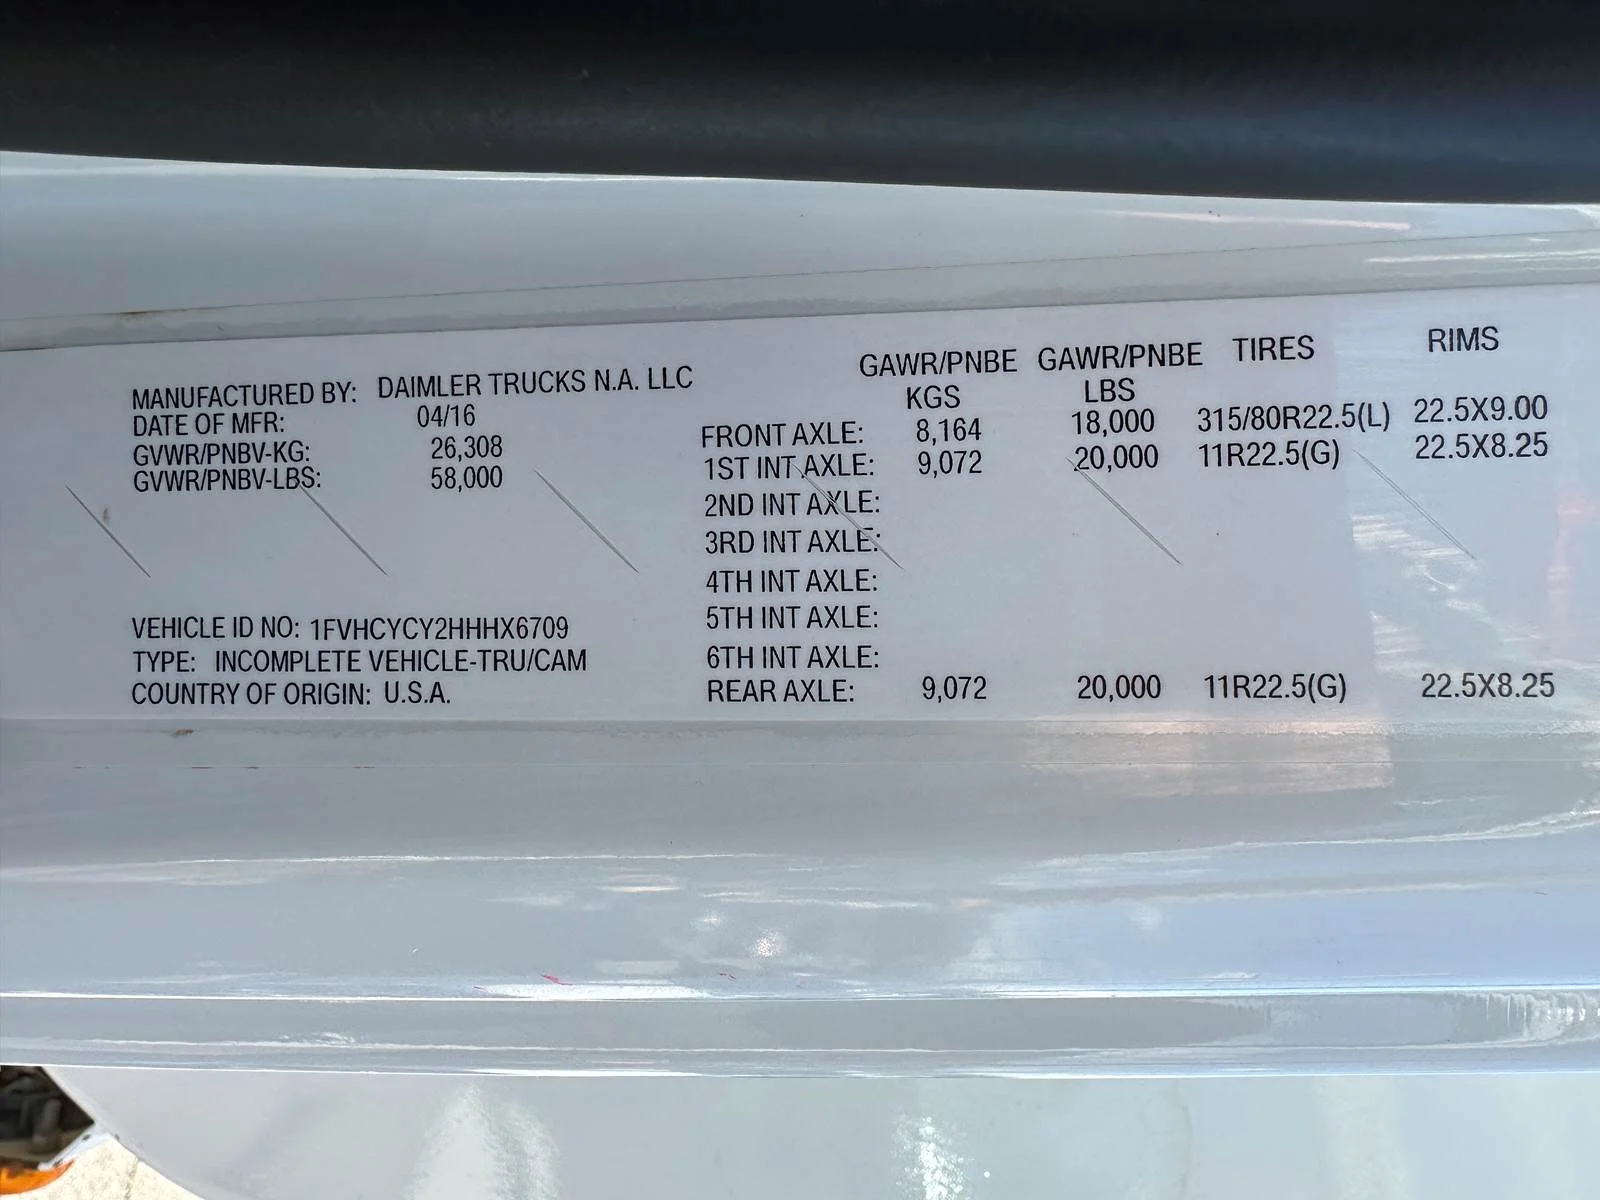 MANUFACTURED BY: DAIMLER TRUCKS N.A. LLC
DATE OF MFR: 04/16
GVWR/PNBV-KG: 26,308
GVWR/PNBV-LBS: 58,000
VEHICLE ID NO: 1FVHCYCY2HHHX6709
TYPE: INCOMPLETE VEHICLE-TRU/CAM
COUNTRY OF ORIGIN: U.S.A.
GAWR/PNBE KGS GAWR/PNBE LBS TIRES RIMS
FRONT AXLE: 8,164 18,000 315/80R22.5(L) 22.5X9.00
1ST INT AXLE: 9,072 20,000 11R22.5(G) 22.5X8.25
2ND INT AXLE:
3RD INT AXLE:
4TH INT AXLE:
5TH INT AXLE:
6TH INT AXLE:
REAR AXLE: 9,072 20,000 11R22.5(G) 22.5X8.25